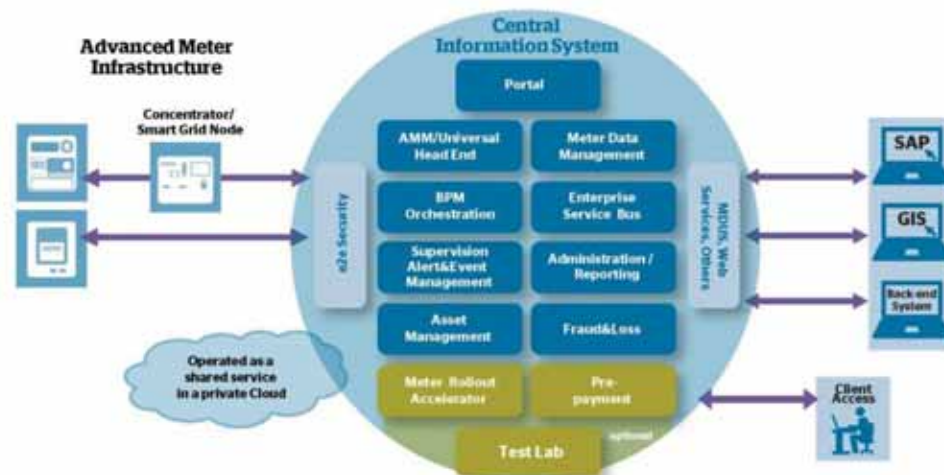 Central
Information System
Advanced Meter
Infrastructure
Concentrator/
Smart Grid Node
Portal
AMM/Universal
Head End
Meter Data
Management
BPM
Orchestration
Enterprise
Service Bus
Supervision
Alert&Event
Management
Administration /
Reporting
Asset
Management
Fraud&Loss
Meter Rollout
Accelerator
Pre-
payment
Test Lab
optional
e2e Security
MDUS, Web
Services, Others
SAP
GIS
Back-end
System
Client
Access
Operated as a
shared service
in a private Cloud